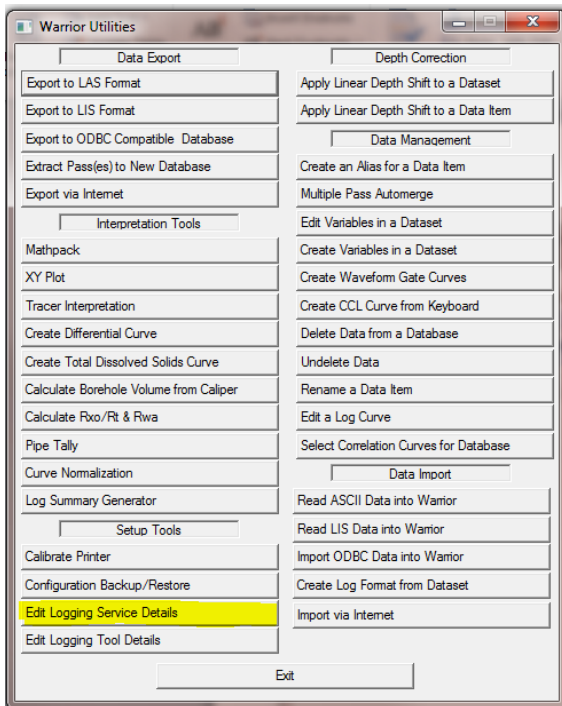 Warrior Utilities
Data Export
Export to LAS Format
Export to LIS Format
Export to ODBC Compatible Database
Extract Pass(es) to New Database
Export via Internet
Interpretation Tools
Mathpack
XY Plot
Tracer Interpretation
Create Differential Curve
Create Total Dissolved Solids Curve
Calculate Borehole Volume from Caliper
Calculate Rxo/Rt & Rwa
Pipe Tally
Curve Normalization
Log Summary Generator
Setup Tools
Calibrate Printer
Configuration Backup/Restore
Edit Logging Service Details
Edit Logging Tool Details
Depth Correction
Apply Linear Depth Shift to a Dataset
Apply Linear Depth Shift to a Data Item
Data Management
Create an Alias for a Data Item
Multiple Pass Automerge
Edit Variables in a Dataset
Create Variables in a Dataset
Create Waveform Gate Curves
Create CCL Curve from Keyboard
Delete Data from a Database
Undelete Data
Rename a Data Item
Edit a Log Curve
Select Correlation Curves for Database
Data Import
Read ASCII Data into Warrior
Read LIS Data into Warrior
Import ODBC Data into Warrior
Create Log Format from Dataset
Import via Internet
Exit